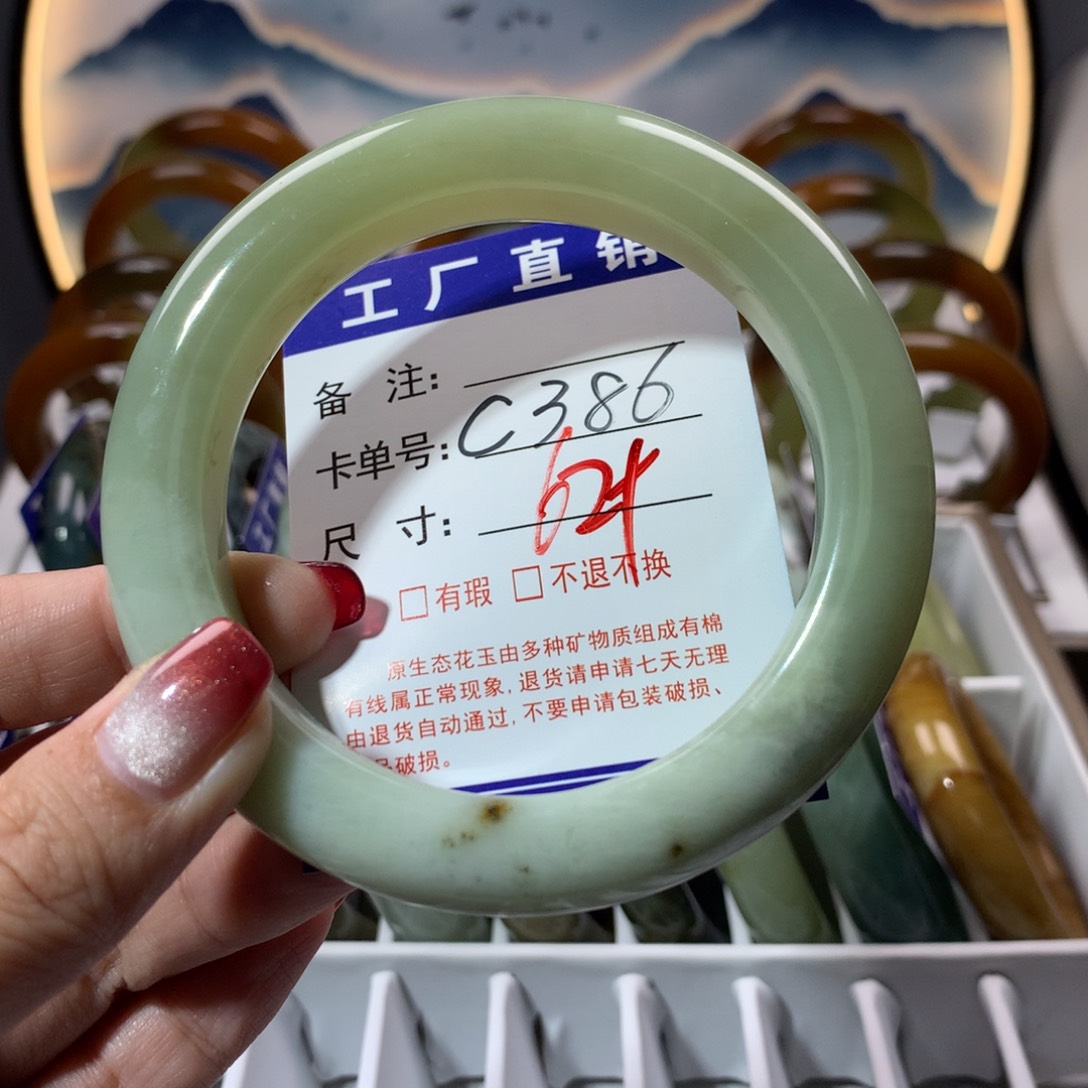 工厂直销
备 注:
卡单号: C386
尺 寸: 624
□有瑕 □不退不换
原生态花玉由多种矿物质组成有棉
有线属正常现象,退货请申请七天无理
由退货自动通过,不要申请包装破损、
破损。